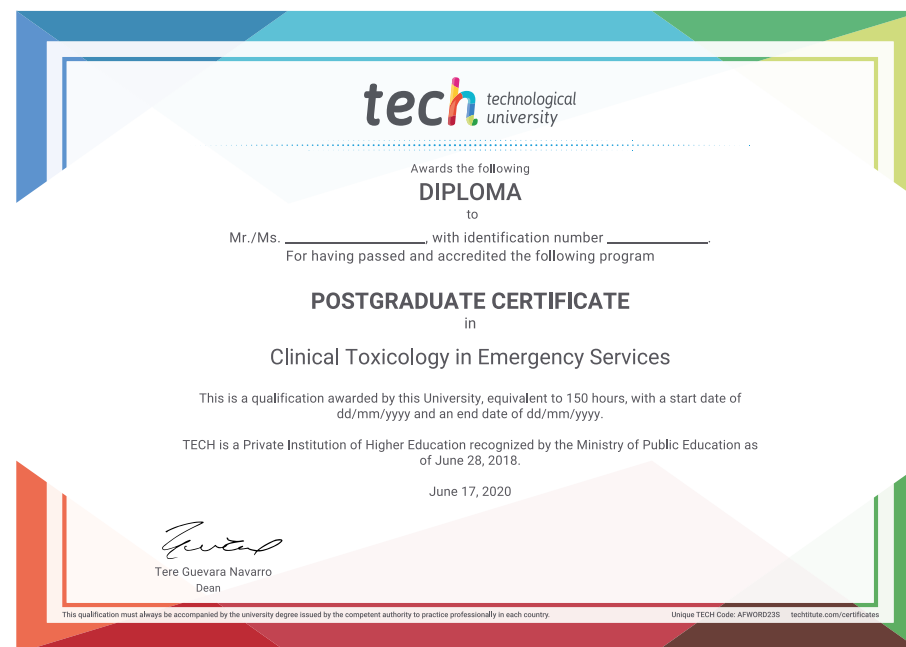 tech technological
university
Awards the following
DIPLOMA
to
Mr./Ms. ____________________, with identification number ______________.
For having passed and accredited the following program
POSTGRADUATE CERTIFICATE
in
Clinical Toxicology in Emergency Services
This is a qualification awarded by this University, equivalent to 150 hours, with a start date of
dd/mm/yyyy and an end date of dd/mm/yyyy.
TECH is a Private Institution of Higher Education recognized by the Ministry of Public Education as
of June 28, 2018.
June 17, 2020
Tere Guevara Navarro
Dean
This qualification must always be accompanied by the university degree issued by the competent authority to practice professionally in each country. Unique TECH Code: AFWORD23S techtitute.com/certificates